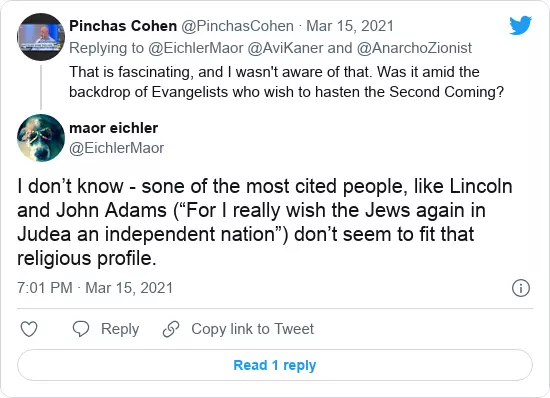 Pinchas Cohen @PinchasCohen · Mar 15, 2021
Replying to @EichlerMaor @AviKaner and @AnarchoZionist
That is fascinating, and I wasn't aware of that. Was it amid the
backdrop of Evangelists who wish to hasten the Second Coming?
maor eichler
@EichlerMaor
I don’t know - sone of the most cited people, like Lincoln
and John Adams (“For I really wish the Jews again in
Judea an independent nation”) don’t seem to fit that
religious profile.
7:01 PM · Mar 15, 2021
Reply
Copy link to Tweet
Read 1 reply